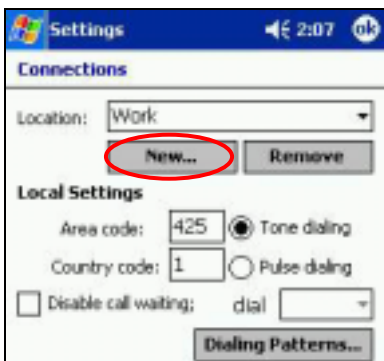 Settings 2:07 ok
Connections
Location: Work
New... Remove
Local Settings
Area code: 425 Tone dialing
Country code: 1 Pulse dialing
Disable call waiting; dial
Dialing Patterns...